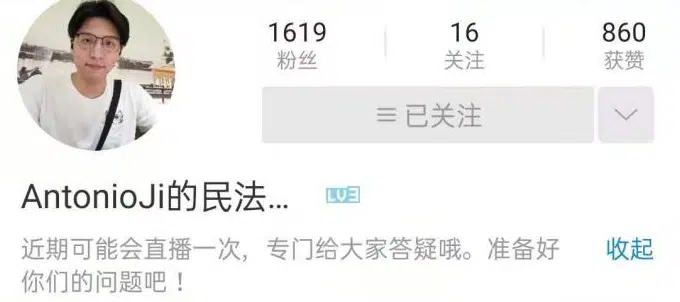 1619 16 860
粉丝 关注 获赞
已关注
AntonioJi的民法... LV3
近期可能会直播一次，专门给大家答疑哦。准备好 收起
你们的问题吧！